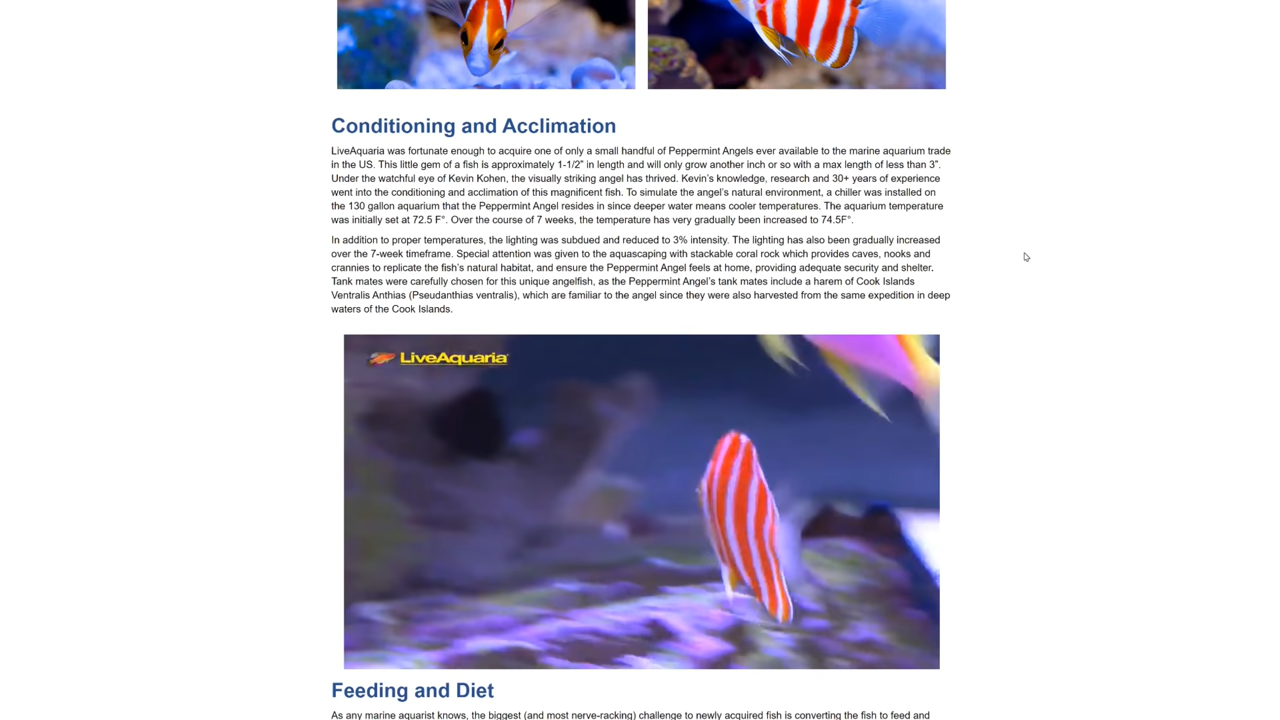 Conditioning and Acclimation
LiveAquaria was fortunate enough to acquire one of only a small handful of Peppermint Angels ever available to the marine aquarium trade
in the US. This little gem of a fish is approximately 1-1/2" in length and will only grow another inch or so with a max length of less than 3".
Under the watchful eye of Kevin Kohen, the visually striking angel has thrived. Kevin's knowledge, research and 30+ years of experience
went into the conditioning and acclimation of this magnificent fish. To simulate the angel's natural environment, a chiller was installed on
the 130 gallon aquarium that the Peppermint Angel resides in since deeper water means cooler temperatures. The aquarium temperature
was initially set at 72.5 F°. Over the course of 7 weeks, the temperature has very gradually been increased to 74.5F°.
In addition to proper temperatures, the lighting was subdued and reduced to 3% intensity. The lighting has also been gradually increased
over the 7-week timeframe. Special attention was given to the aquascaping with stackable coral rock which provides caves, nooks and
crannies to replicate the fish's natural habitat, and ensure the Peppermint Angel feels at home, providing adequate security and shelter.
Tank mates were carefully chosen for this unique angelfish, as the Peppermint Angel's tank mates include a harem of Cook Islands
Ventralis Anthias (Pseudanthias ventralis), which are familiar to the angel since they were also harvested from the same expedition in deep
waters of the Cook Islands.
LiveAquaria
Feeding and Diet
As any marine aquarist knows, the biggest (and most nerve-racking) challenge to newly acquired fish is converting the fish to feed and